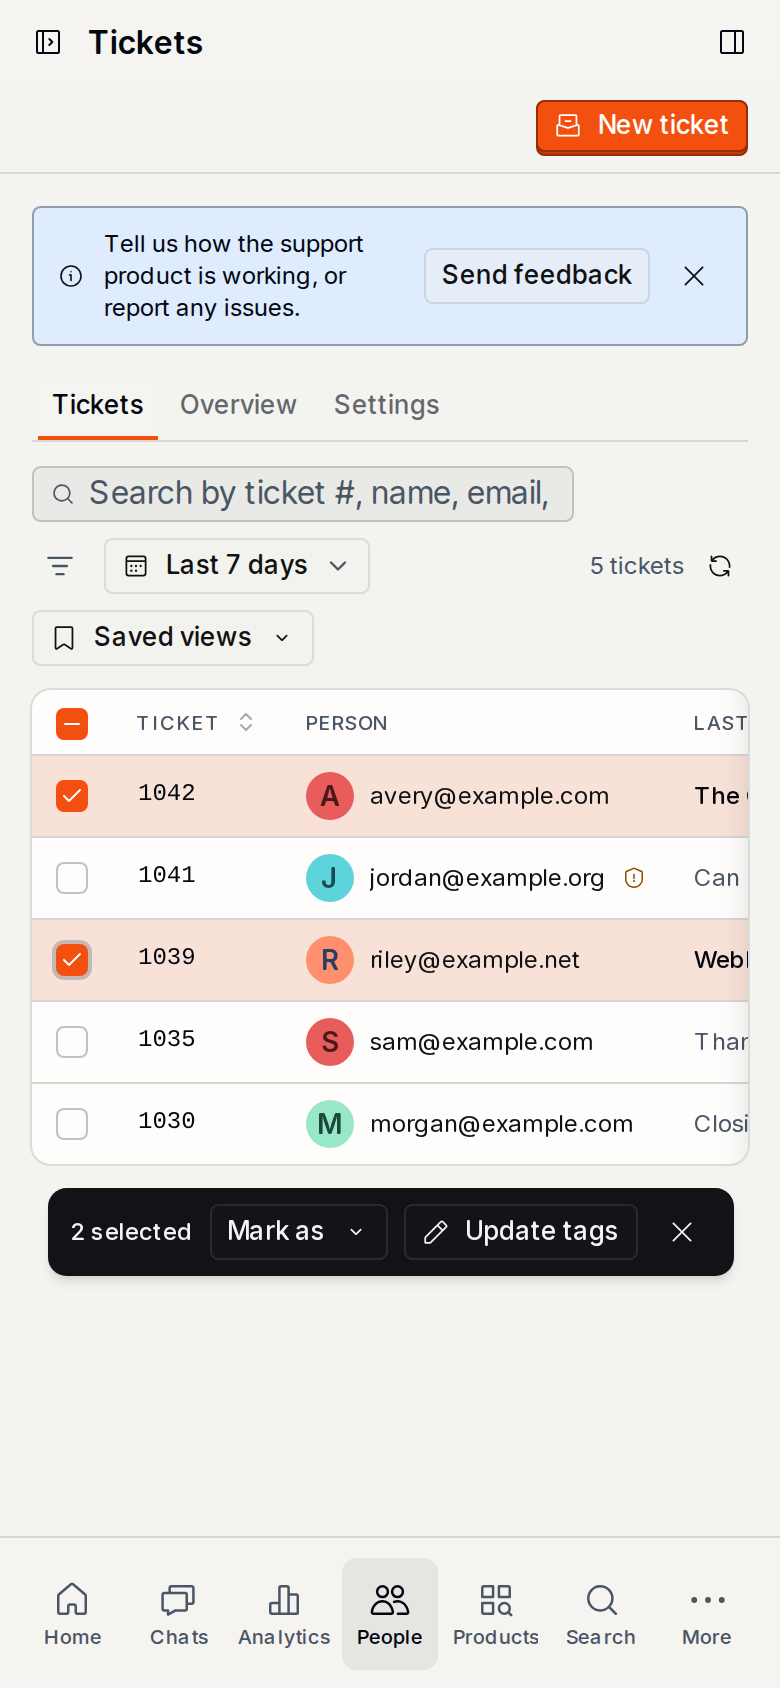 Tickets
New ticket
Tell us how the support
product is working, or
report any issues.
Send feedback
Tickets Overview Settings
Search by ticket #, name, email,
Last 7 days
5 tickets
Saved views
TICKET PERSON LAST
1042 A avery@example.com The
1041 J jordan@example.org Can
1039 R riley@example.net
1035 S sam@example.com
1030 M morgan@example.com
2 selected Mark as Update tags
Home Chats Analytics People Products Search More